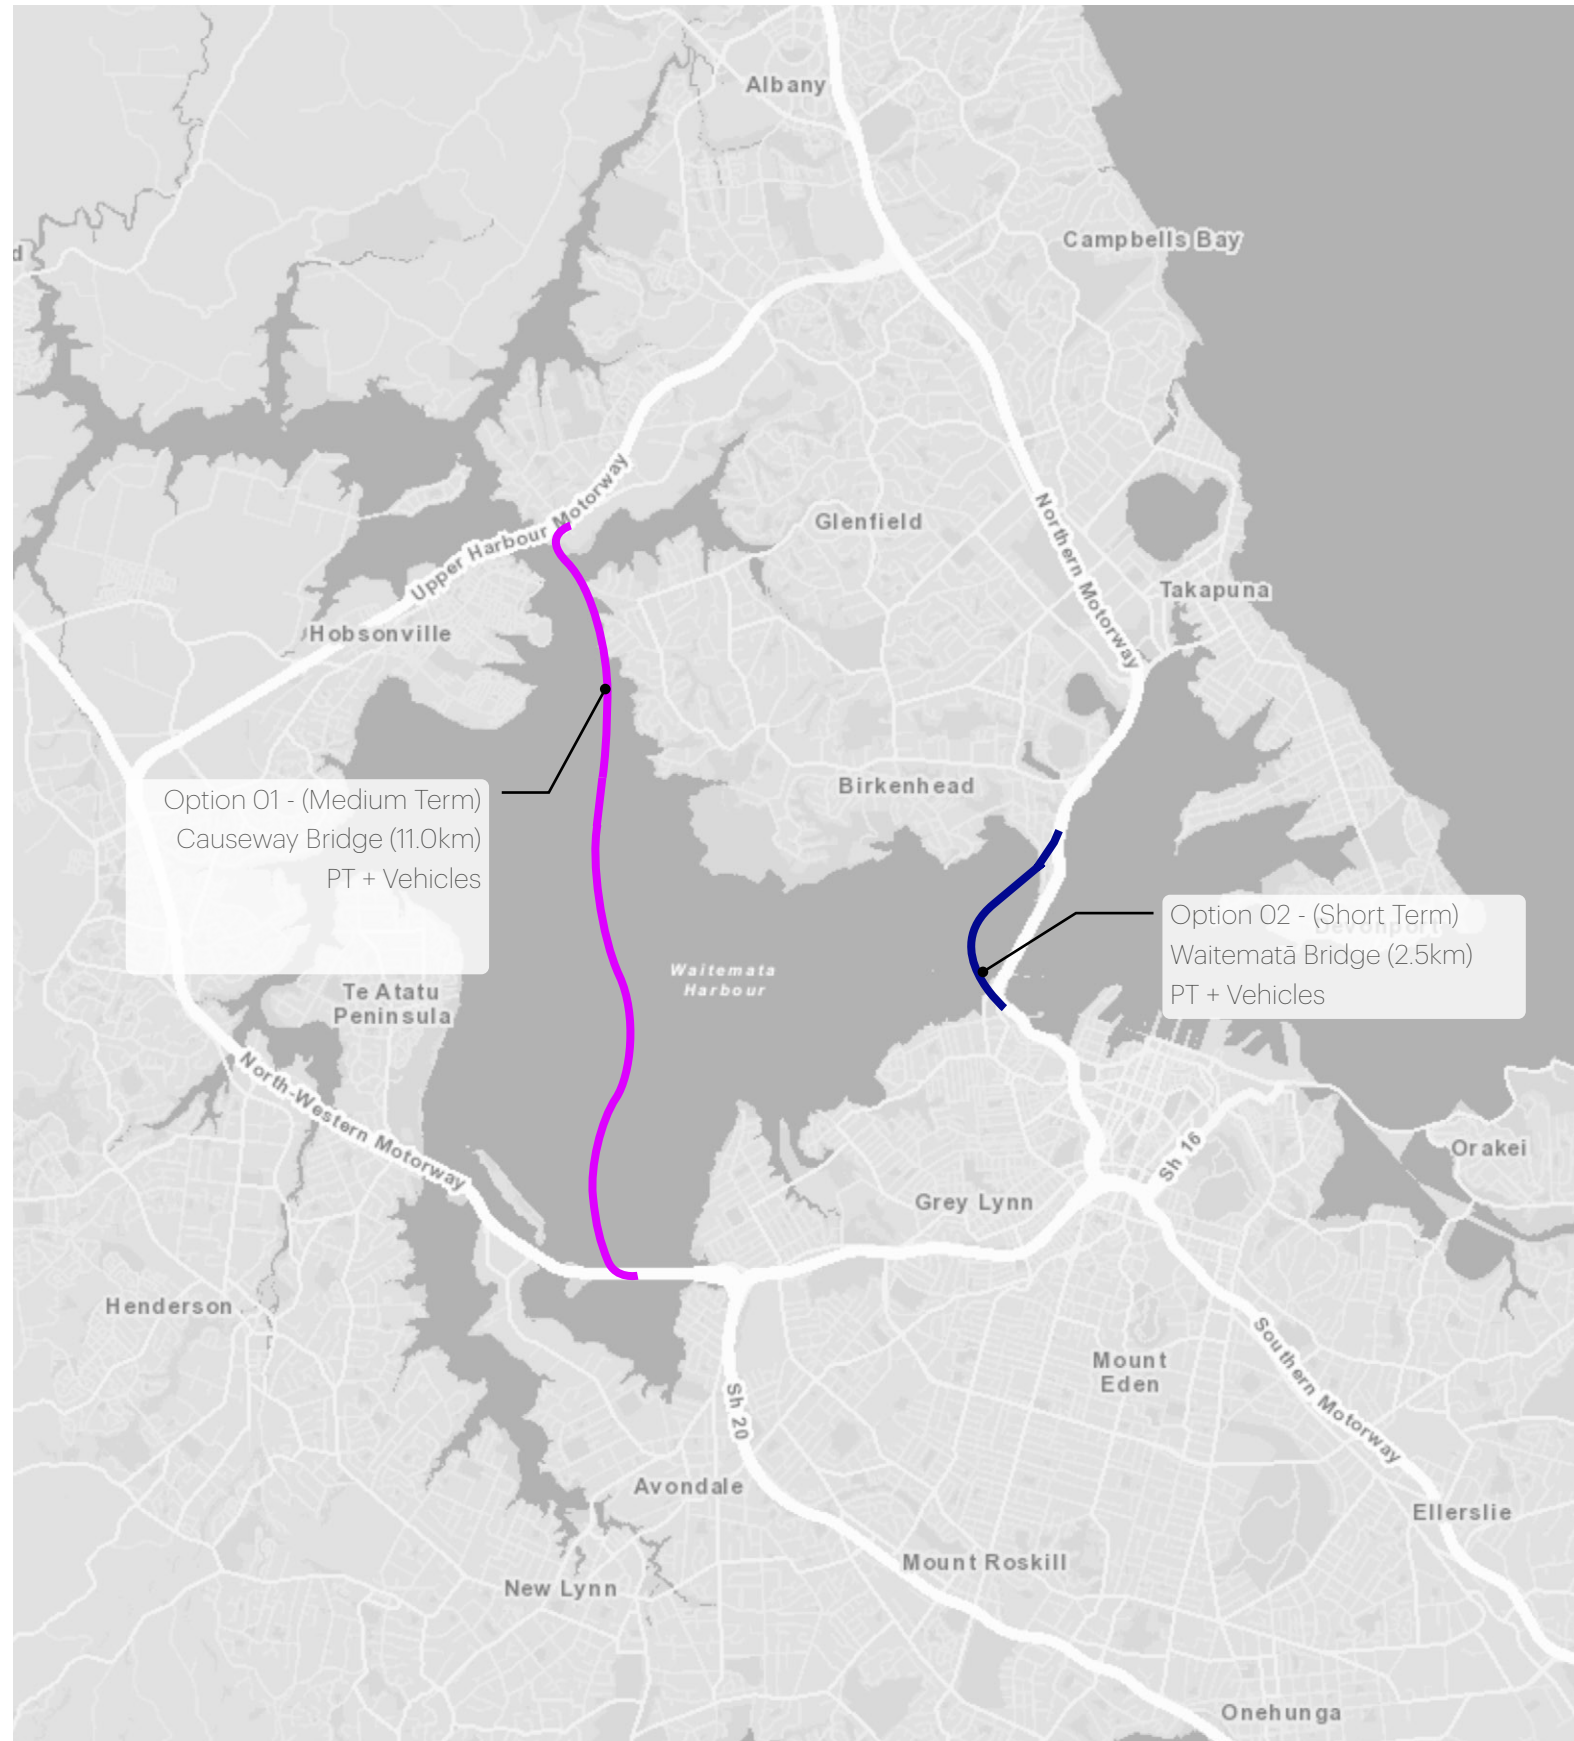 Albany
Campbells Bay
d
Upper Harbour Motorway
Glenfield
Northern Motorway
Takapuna
Hobsonville
Birkenhead
Option 01 - (Medium Term)
Causeway Bridge (11.0km)
PT + Vehicles
Option 02 - (Short Term)
Waitematā Bridge (2.5km)
PT + Vehicles
Devonport
Waitemata
Harbour
Te Atatu
Peninsula
North-Western Motorway
Sh 16
Orakei
Grey Lynn
Henderson
Southern Motorway
Mount
Eden
Sh 20
Avondale
Ellerslie
Mount Roskill
New Lynn
Onehunga